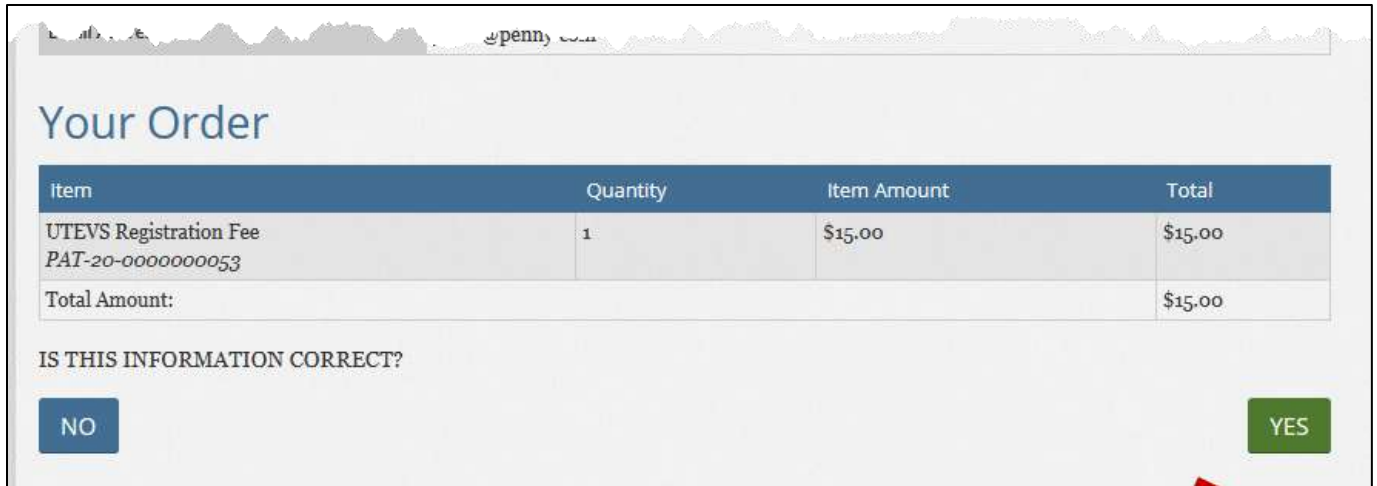 Your Order
Item Quantity Item Amount Total
UTEVS Registration Fee 1 $15.00 $15.00
PAT-20-0000000053
Total Amount: $15.00
IS THIS INFORMATION CORRECT?
NO YES